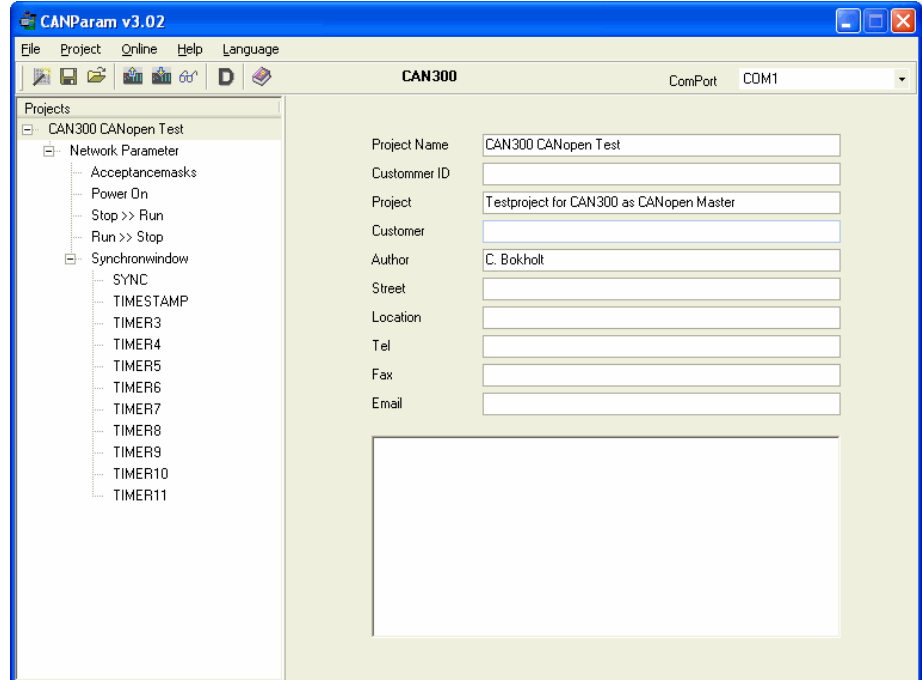 CANParam v3.02
File Project Online Help Language
D CAN300 ComPort COM1
Projects
CAN300 CANopen Test
Network Parameter
Acceptancemasks
Power On
Stop >> Run
Run >> Stop
Synchronwindow
SYNC
TIMESTAMP
TIMER3
TIMER4
TIMER5
TIMER6
TIMER7
TIMER8
TIMER9
TIMER10
TIMER11
Project Name CAN300 CANopen Test
Custommer ID
Project Testproject for CAN300 as CANopen Master
Customer
Author C. Bokholt
Street
Location
Tel
Fax
Email